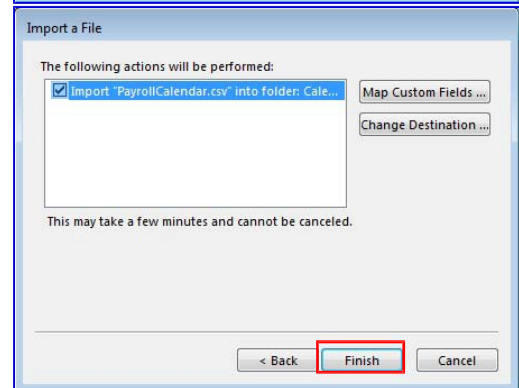 Import a File
The following actions will be performed:
Import "PayrollCalendar.csv" into folder: Cale...
Map Custom Fields ...
Change Destination ...
This may take a few minutes and cannot be canceled.
< Back
Finish
Cancel